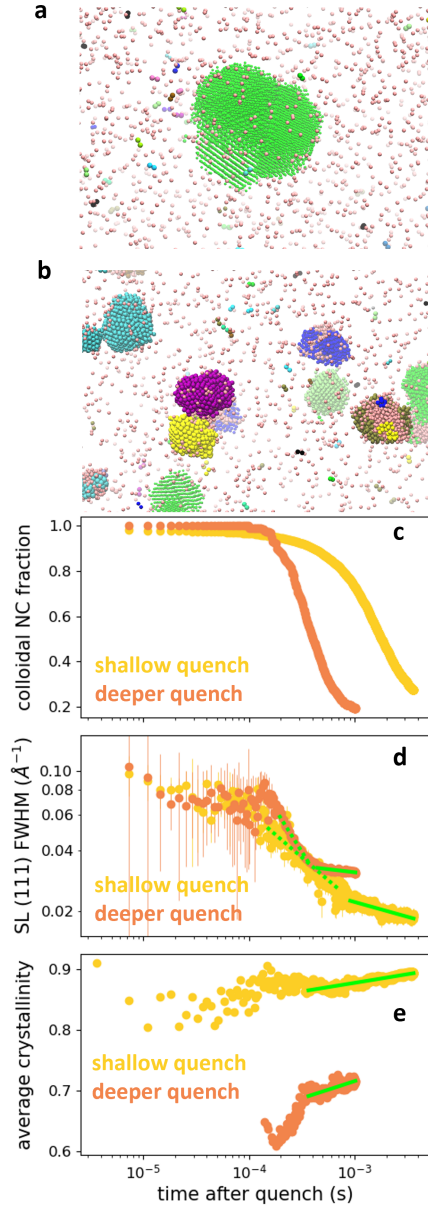 a
b
c
1.0
0.8
0.6
0.4
0.2
colloidal NC fraction
shallow quench
deeper quench
d
0.10
0.08
0.06
0.04
0.02
SL (111) FWHM (Å⁻¹)
shallow quench
deeper quench
e
0.9
0.8
0.7
0.6
average crystallinity
shallow quench
deeper quench
10⁻⁵
10⁻⁴
10⁻³
time after quench (s)